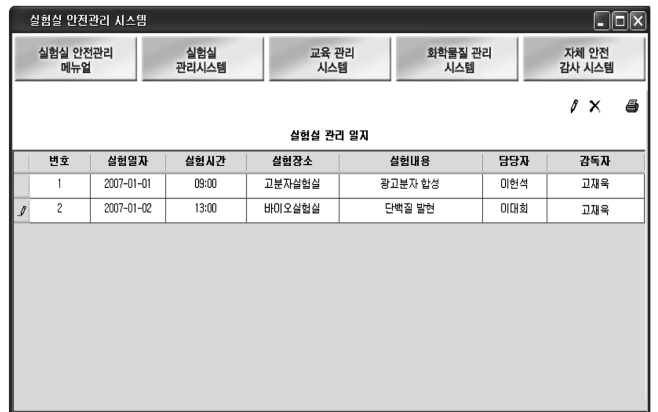 실험실 안전관리 시스템
실험실 안전관리 메뉴얼
실험실 관리시스템
교육 관리 시스템
화학물질 관리 시스템
자체 안전 감사 시스템
실험실 관리 일지
번호 실험일자 실험시간 실험장소 실험내용 담당자 감독자
1 2007-01-01 09:00 고분자실험실 광고분자 합성 이헌석 고재욱
2 2007-01-02 13:00 바이오실험실 단백질 발현 이대희 고재욱